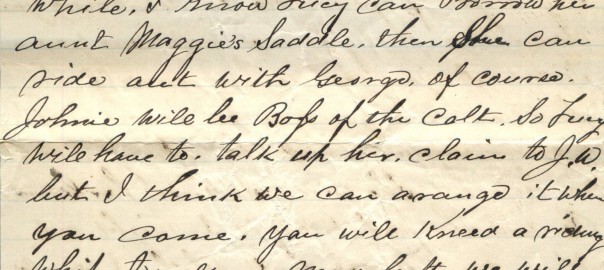 while, I know Lucy can borrow her
aunt Maggie's Saddle, then She can
ride out with George, of course.
Johnie will be Boss of the Colt. So Lucy
will have to. talk up her. claim to J.W.
but I think we can arange it when
you come. you will Kneed a riding
whip